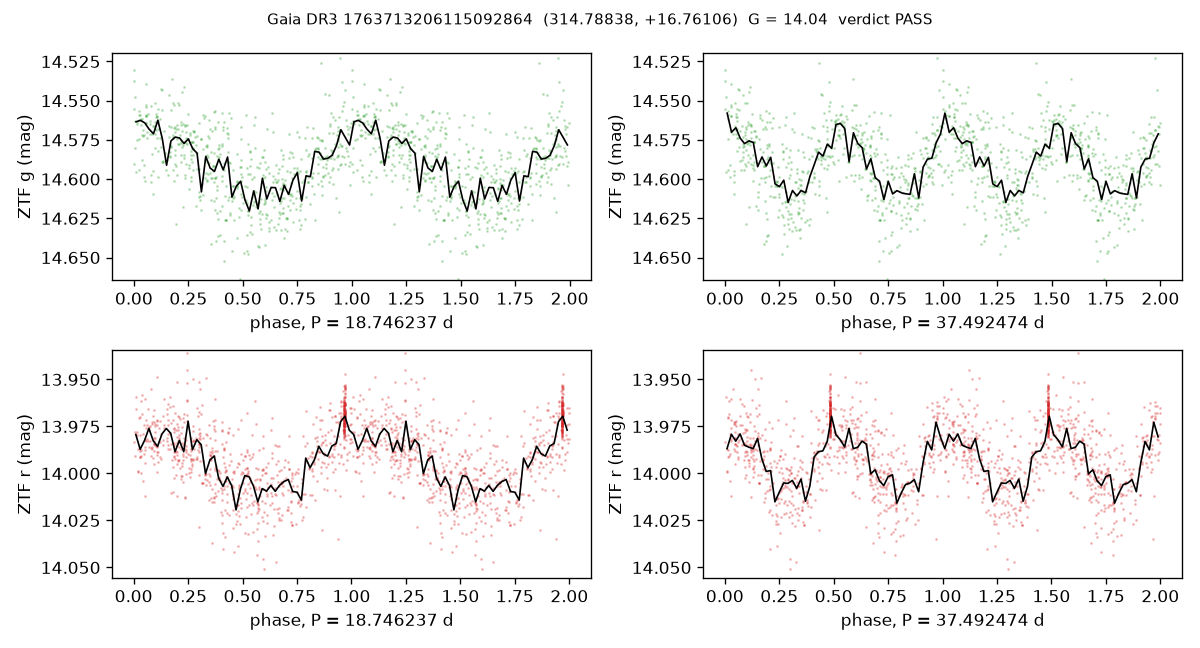 Gaia DR3 1763713206115092864  (314.78838, +16.76106)  G = 14.04  verdict PASS
ZTF g (mag)
14.525
14.550
14.575
14.600
14.625
14.650
0.00 0.25 0.50 0.75 1.00 1.25 1.50 1.75 2.00
phase, P = 18.746237 d
ZTF g (mag)
14.525
14.550
14.575
14.600
14.625
14.650
0.00 0.25 0.50 0.75 1.00 1.25 1.50 1.75 2.00
phase, P = 37.492474 d
ZTF r (mag)
13.950
13.975
14.000
14.025
14.050
0.00 0.25 0.50 0.75 1.00 1.25 1.50 1.75 2.00
phase, P = 18.746237 d
ZTF r (mag)
13.950
13.975
14.000
14.025
14.050
0.00 0.25 0.50 0.75 1.00 1.25 1.50 1.75 2.00
phase, P = 37.492474 d